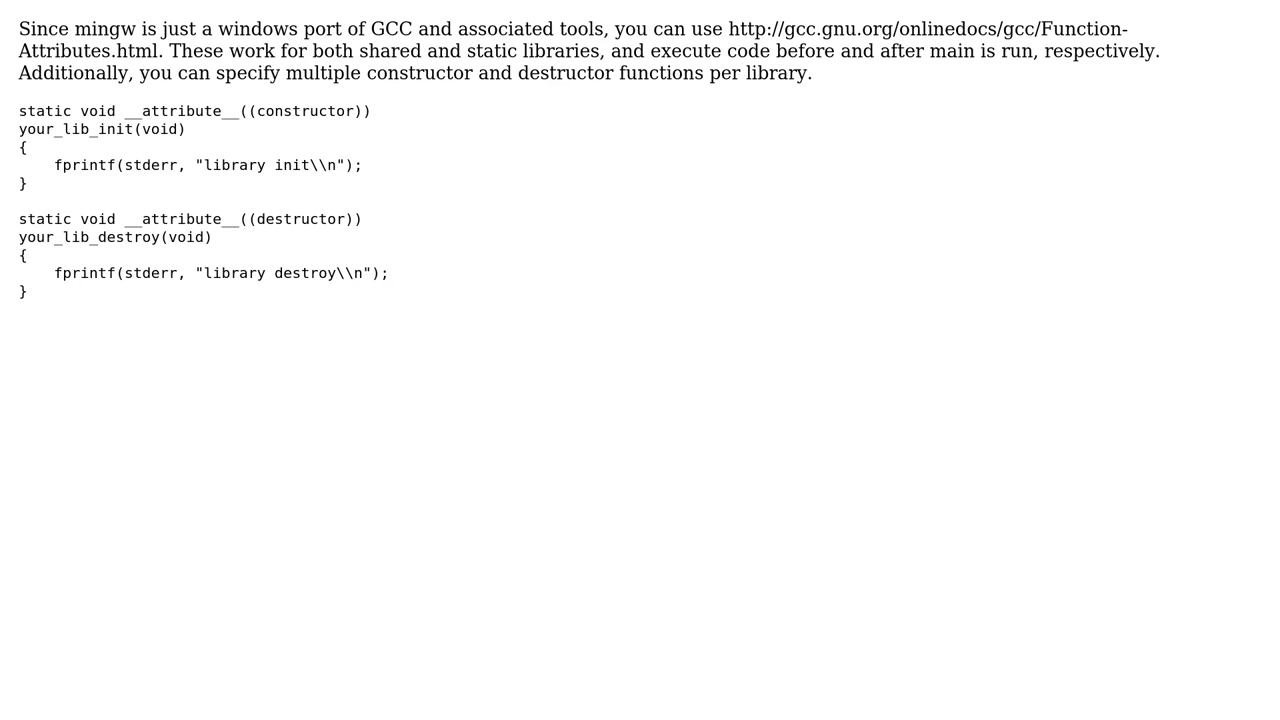 Since mingw is just a windows port of GCC and associated tools, you can use http://gcc.gnu.org/onlinedocs/gcc/Function-
Attributes.html. These work for both shared and static libraries, and execute code before and after main is run, respectively.
Additionally, you can specify multiple constructor and destructor functions per library.
static void __attribute__((constructor))
your_lib_init(void)
{
    fprintf(stderr, "library init\\n");
}
static void __attribute__((destructor))
your_lib_destroy(void)
{
    fprintf(stderr, "library destroy\\n");
}